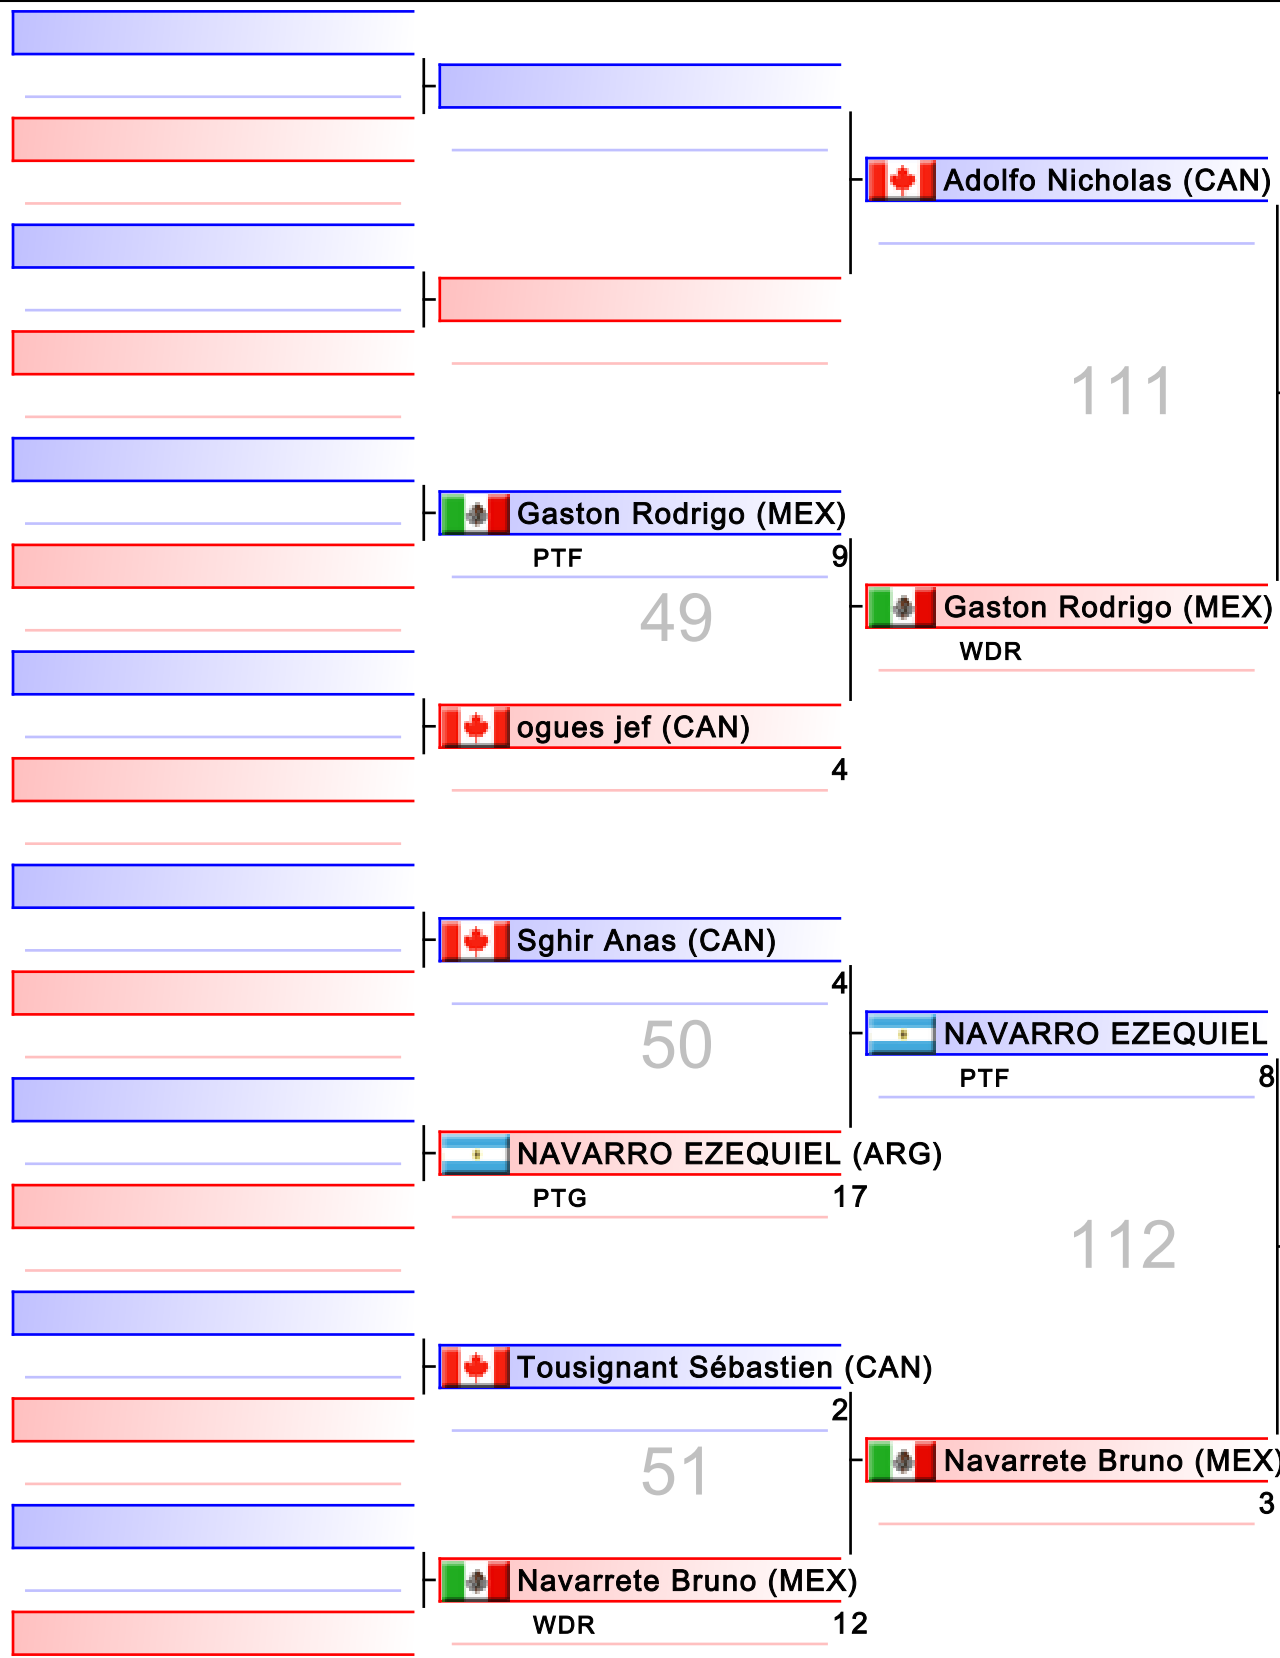 Adolfo Nicholas (CAN)
111
Gaston Rodrigo (MEX)
PTF 9
49
Gaston Rodrigo (MEX)
WDR
ogues jef (CAN)
4
Sghir Anas (CAN)
4
50
NAVARRO EZEQUIEL
PTF 8
NAVARRO EZEQUIEL (ARG)
PTG 17
112
Tousignant Sébastien (CAN)
2
51
Navarrete Bruno (MEX)
3
Navarrete Bruno (MEX)
WDR 12